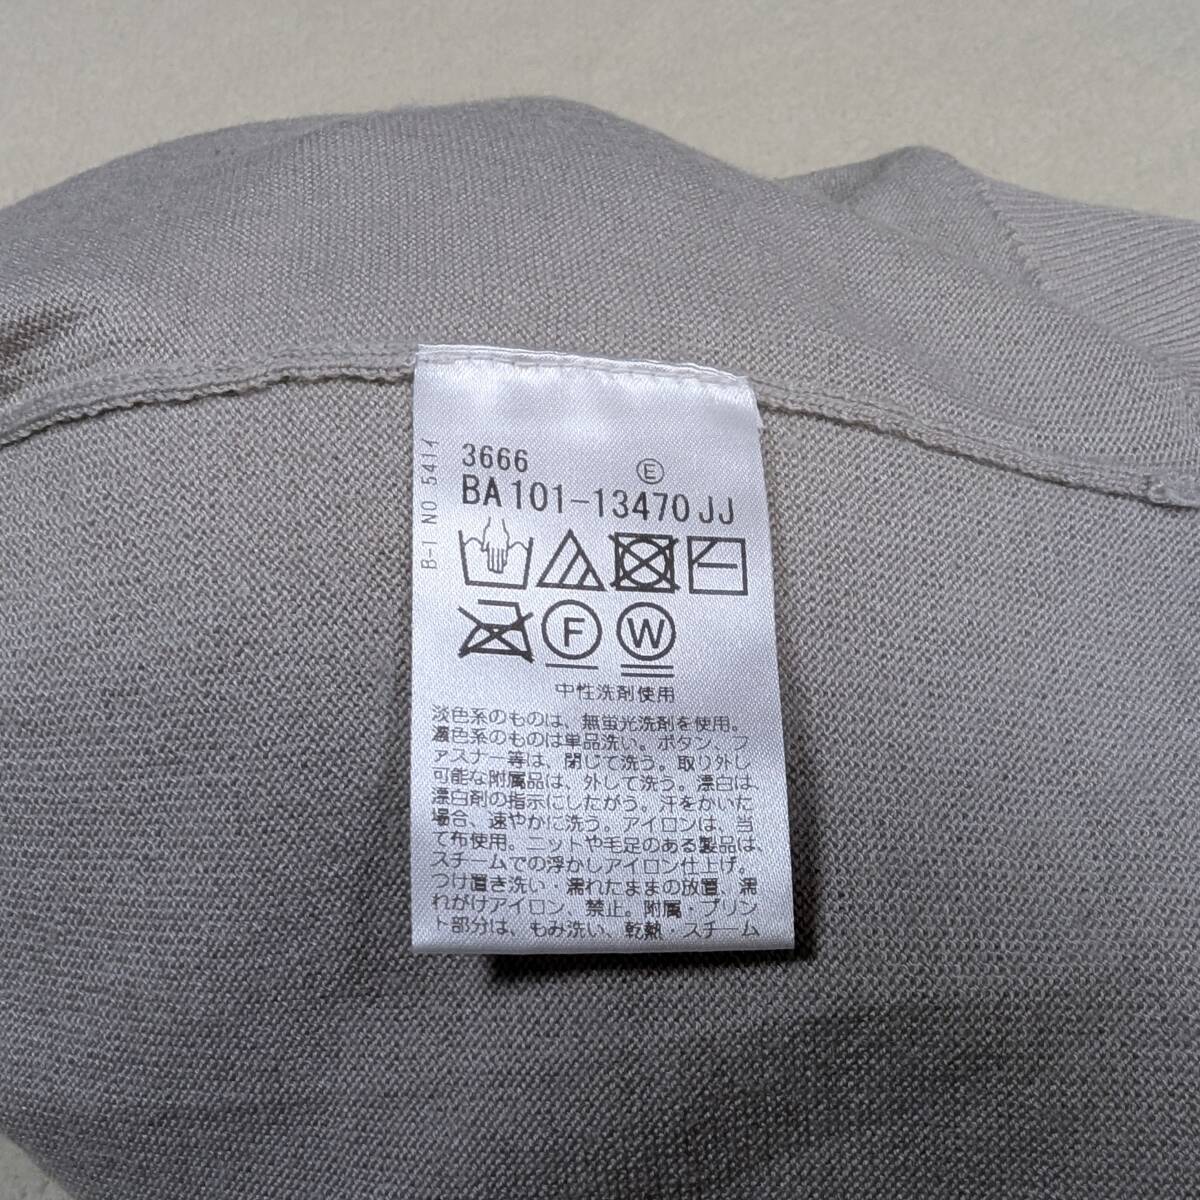 B-1 NO 541イ
3666
E
BA101-13470JJ
F
W
中性洗剤使用
淡色系のものは、無蛍光洗剤を使用。
濃色系のものは単品洗い。ボタン、フ
ァスナー等は、閉じて洗う。取り外し
可能な附属品は、外して洗う。漂白は
漂白剤の指示にしたがう。汗をかいた
場合、速やかに洗う。アイロンは、当
て布使用。ニットや毛足のある製品は、
スチームでの浮かしアイロン仕上げ。
つけ置き洗い・濡れたままの放置、濡
れがけアイロン、禁止。附属・プリン
ト部分は、もみ洗い、乾熱・スチーム